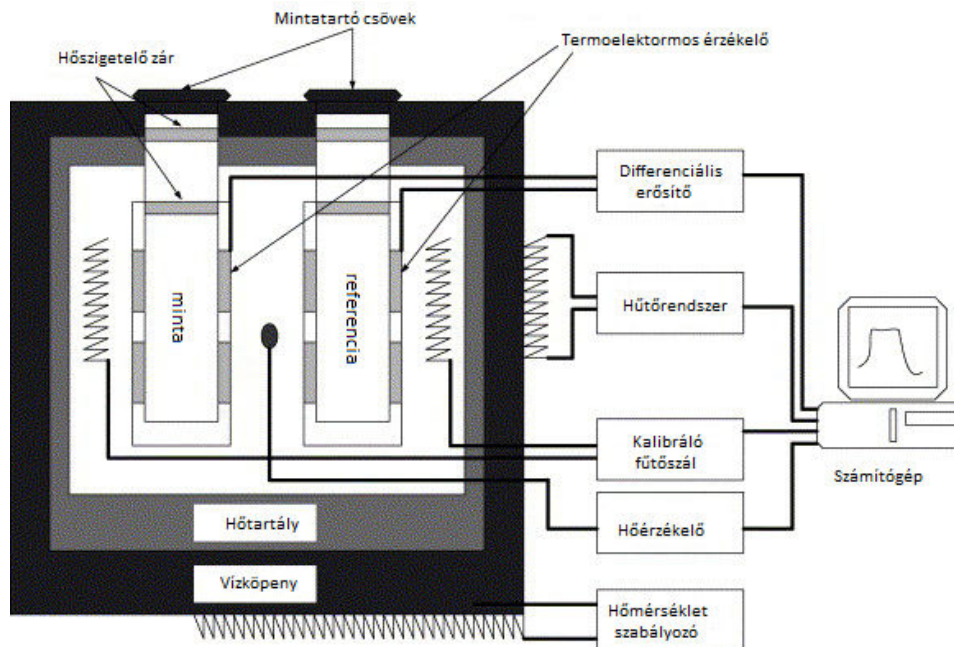 Mintatartó csövek
Hőszigetelő zár
Termoelektormos érzékelő
Differenciális
erősítő
minta
referencia
Hűtőrendszer
Kalibráló
fűtőszál
Számítógép
Hőtartály
Hőérzékelő
Vízköpeny
Hőmérséklet
szabályozó